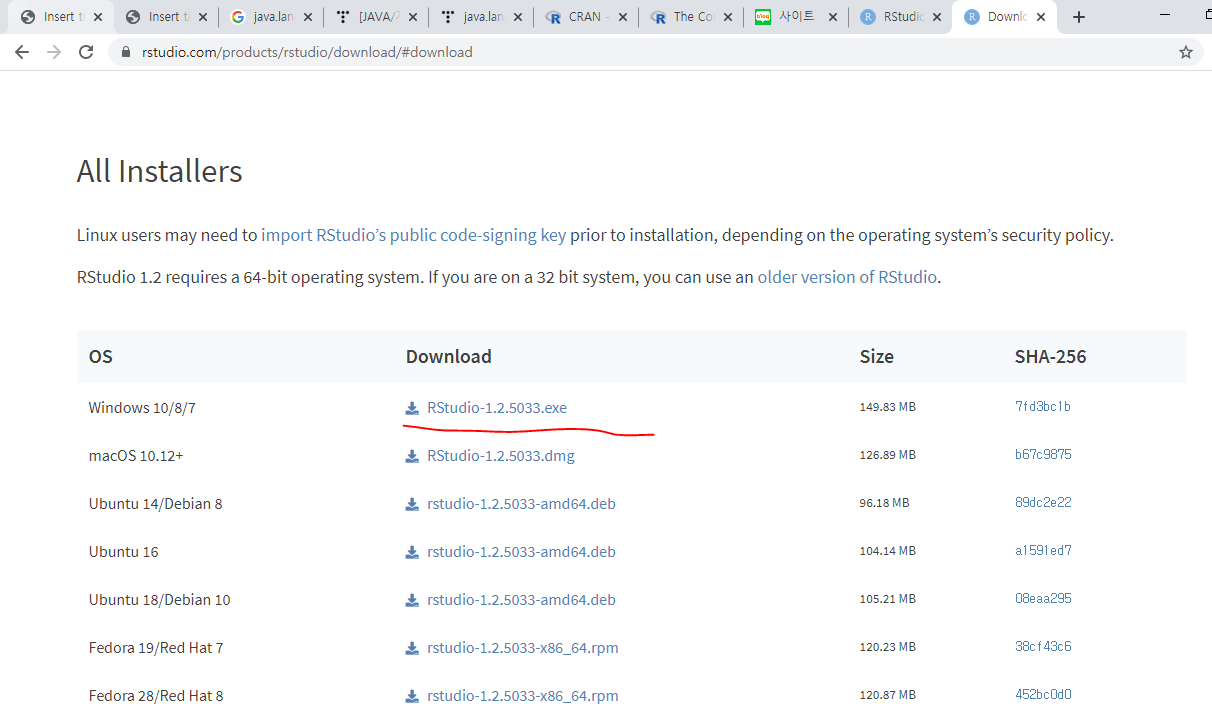 Insert ti
Insert ti
java.lan
[JAVA/
java.lan
CRAN -
The Co
blog
사이트
RStudio
Downlo
rstudio.com/products/rstudio/download/#download
All Installers
Linux users may need to import RStudio’s public code-signing key prior to installation, depending on the operating system’s security policy.
RStudio 1.2 requires a 64-bit operating system. If you are on a 32 bit system, you can use an older version of RStudio.
OS Download Size SHA-256
Windows 10/8/7 RStudio-1.2.5033.exe 149.83 MB 7fd3bc1b
macOS 10.12+ RStudio-1.2.5033.dmg 126.89 MB b67c9875
Ubuntu 14/Debian 8 rstudio-1.2.5033-amd64.deb 96.18 MB 89dc2e22
Ubuntu 16 rstudio-1.2.5033-amd64.deb 104.14 MB a1591ed7
Ubuntu 18/Debian 10 rstudio-1.2.5033-amd64.deb 105.21 MB 08eaa295
Fedora 19/Red Hat 7 rstudio-1.2.5033-x86_64.rpm 120.23 MB 38cf43c6
Fedora 28/Red Hat 8 rstudio-1.2.5033-x86_64.rpm 120.87 MB 452bc0d0